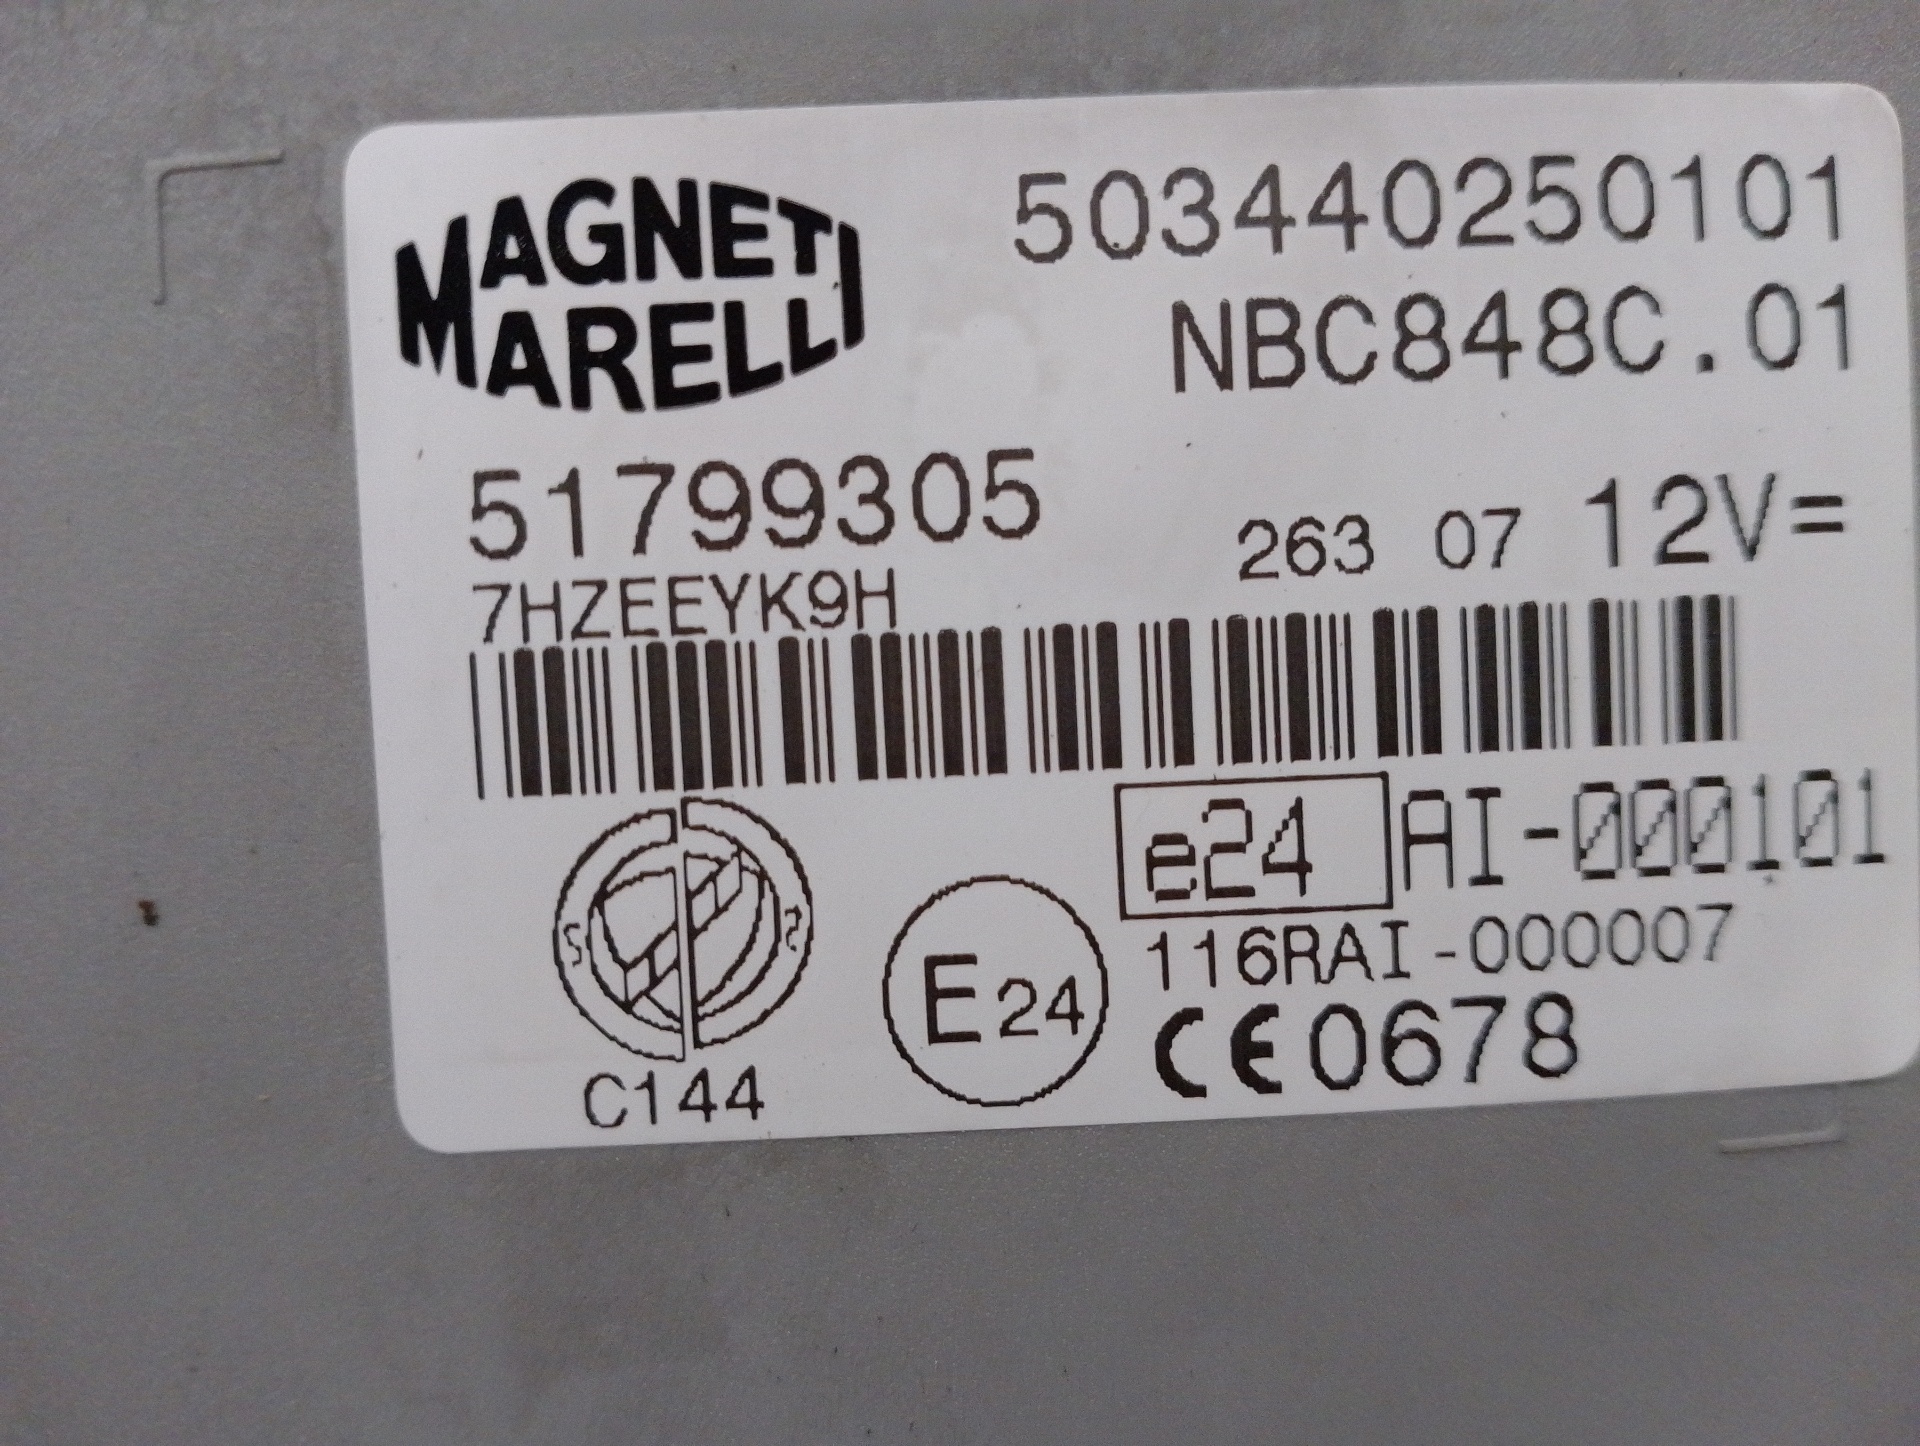 MAGNETI
MARELLI
503440250101
NBC848C.01
51799305
263 07 12V=
7HZEEYK9H
e24 AI-000101
116RAI-000007
E24
CE0678
C144